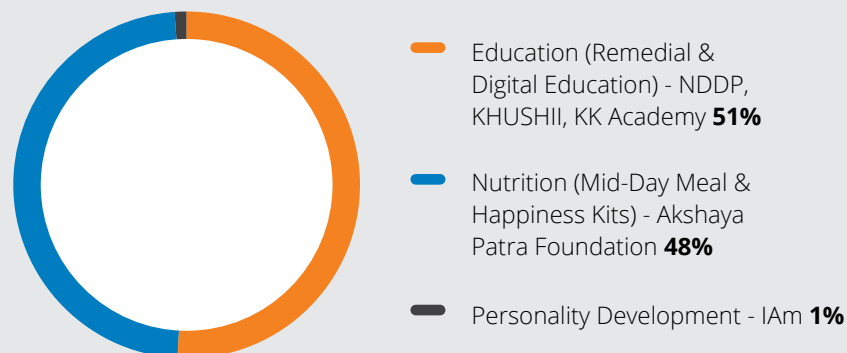 Education (Remedial &
Digital Education) - NDDP,
KHUSHII, KK Academy 51%
Nutrition (Mid-Day Meal &
Happiness Kits) - Akshaya
Patra Foundation 48%
Personality Development - IAm 1%